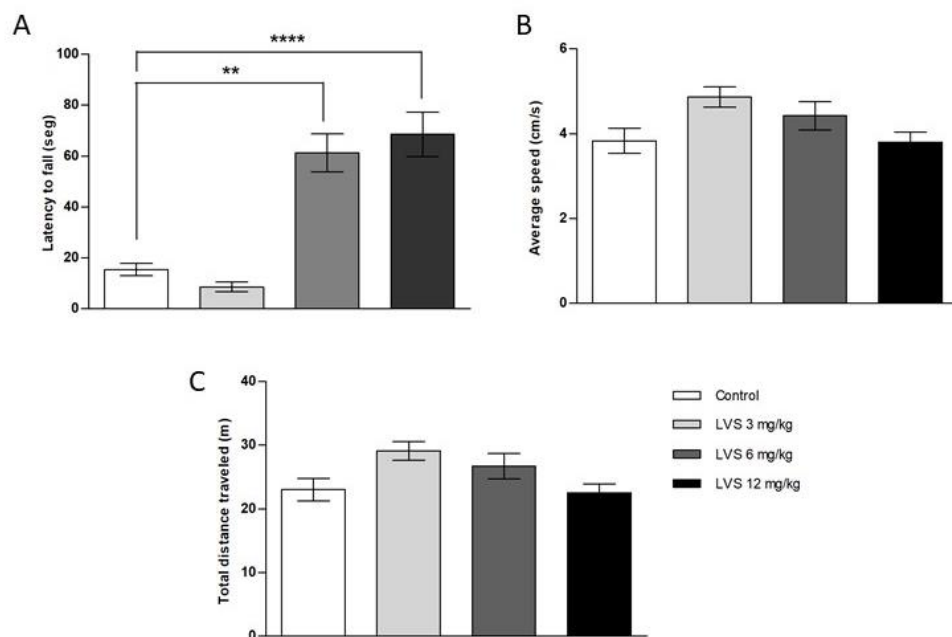 A
Latency to fall (seg)
100
80
60
40
20
0
****
**
B
Average speed (cm/s)
6
4
2
0
C
Total distance traveled (m)
40
30
20
10
0
Control
LVS 3 mg/kg
LVS 6 mg/kg
LVS 12 mg/kg